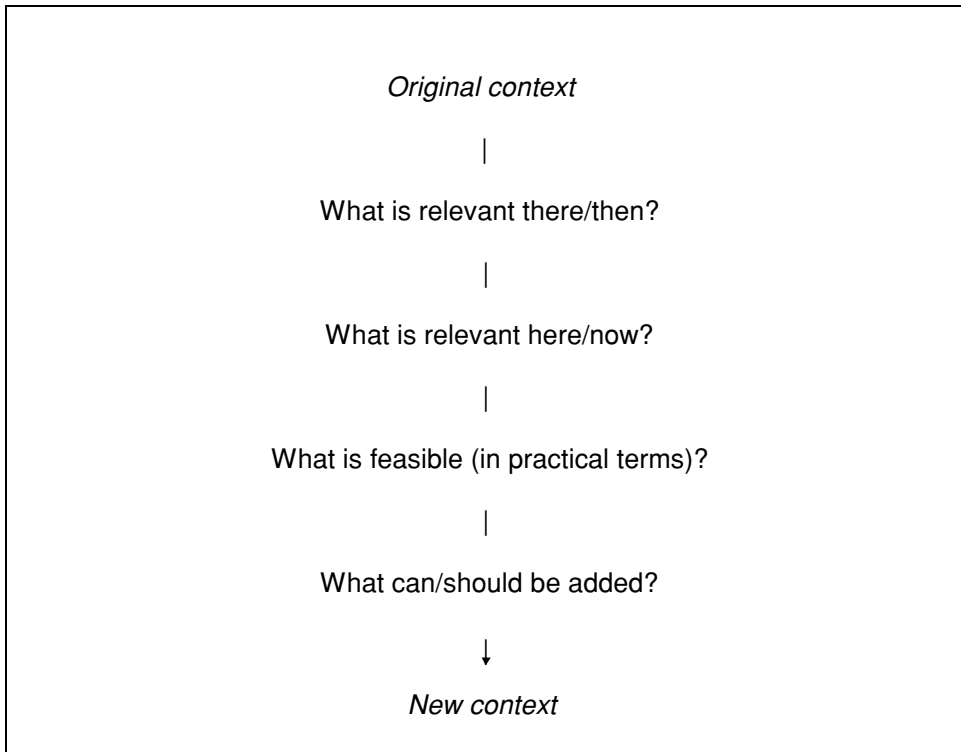 Original context
What is relevant there/then?
What is relevant here/now?
What is feasible (in practical terms)?
What can/should be added?
New context